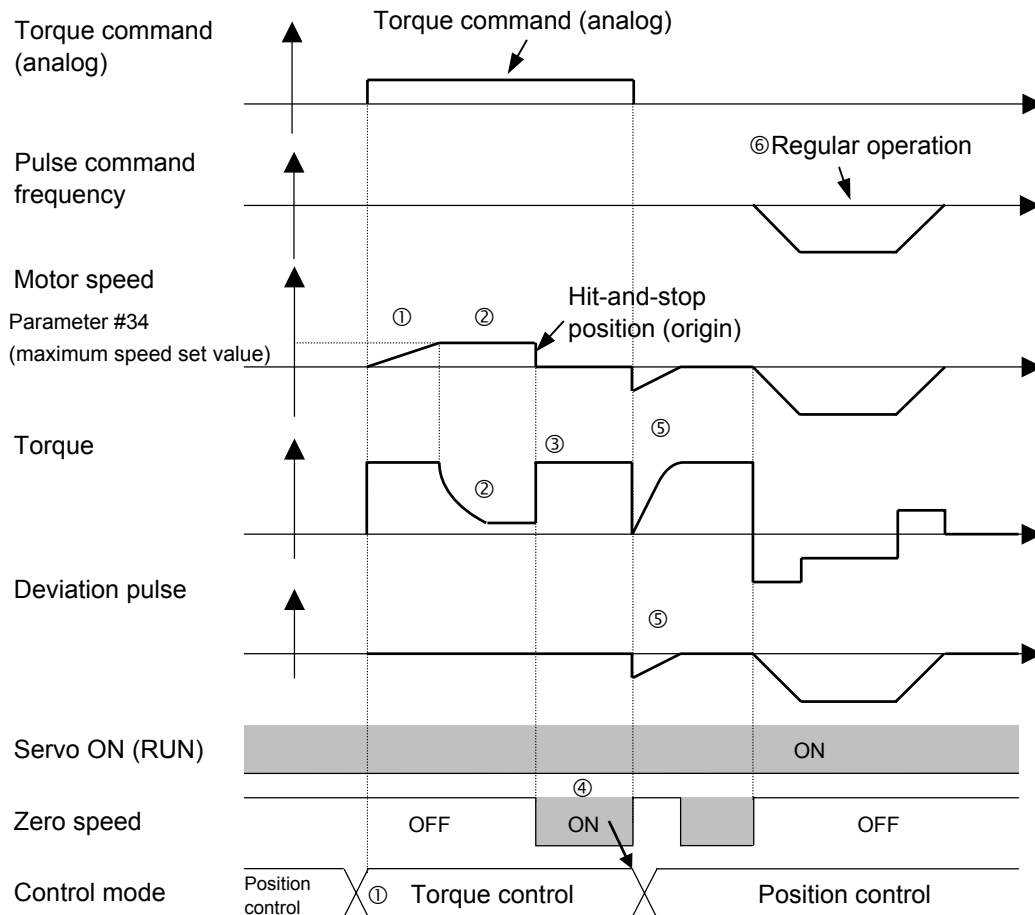 Torque command
(analog)
Torque command (analog)
Pulse command
frequency
⑥Regular operation
Motor speed
Parameter #34
(maximum speed set value)
① ②
Hit-and-stop
position (origin)
Torque
②
③
⑤
Deviation pulse
⑤
Servo ON (RUN)
ON
Zero speed
OFF
④
ON
OFF
Control mode
Position
control
① Torque control
Position control